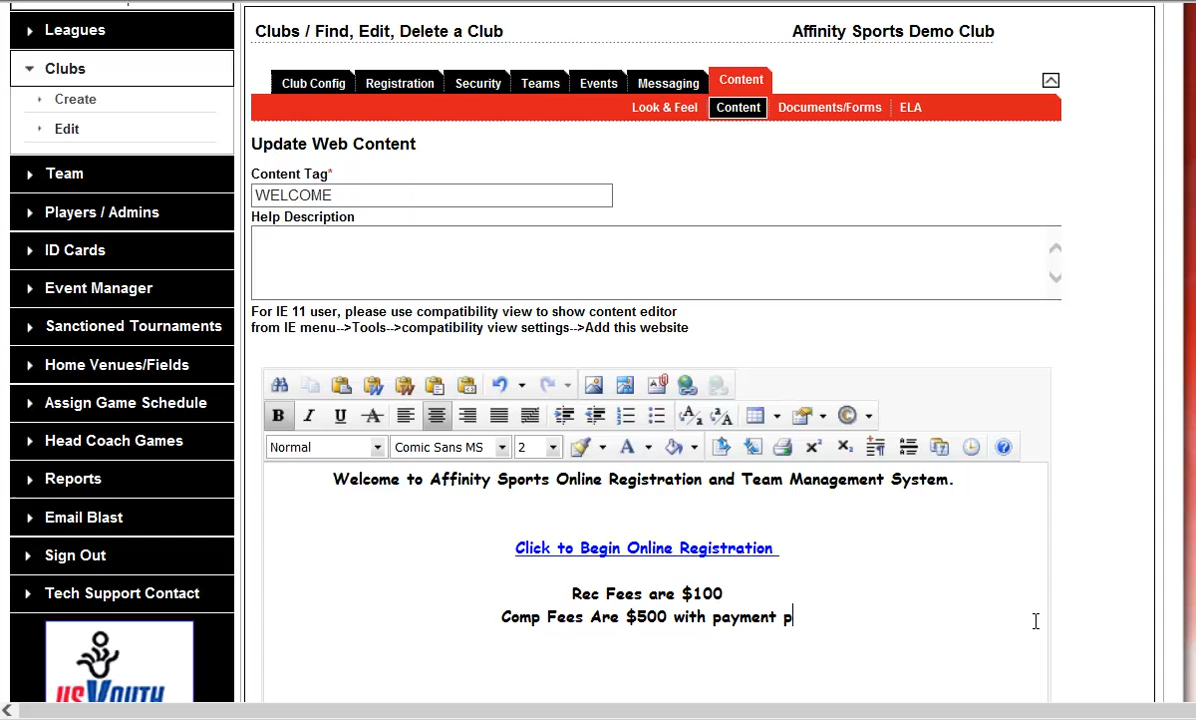 Leagues
Clubs
Create
Edit
Team
Players / Admins
ID Cards
Event Manager
Sanctioned Tournaments
Home Venues/Fields
Assign Game Schedule
Head Coach Games
Reports
Email Blast
Sign Out
Tech Support Contact
Clubs / Find, Edit, Delete a Club
Affinity Sports Demo Club
Club Config Registration Security Teams Events Messaging Content
Look & Feel Content Documents/Forms ELA
Update Web Content
Content Tag*
WELCOME
Help Description
For IE 11 user, please use compatibility view to show content editor
from IE menu-->Tools-->compatibility view settings-->Add this website
Normal Comic Sans MS 2
Welcome to Affinity Sports Online Registration and Team Management System.
Click to Begin Online Registration
Rec Fees are $100
Comp Fees Are $500 with payment p